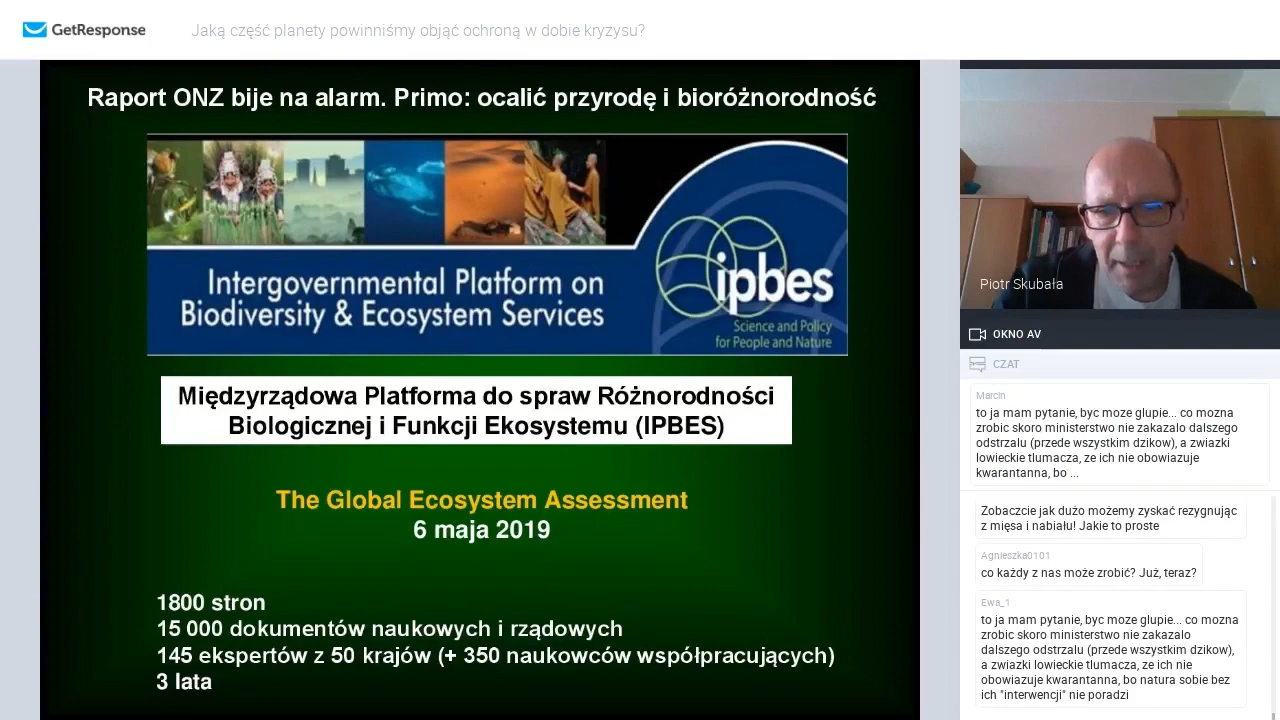 GetResponse
Jaką część planety powinniśmy objąć ochroną w dobie kryzysu?
Raport ONZ bije na alarm. Primo: ocalić przyrodę i bioróżnorodność
Intergovernmental Platform on
Biodiversity & Ecosystem Services
ipbes
Science and Policy
for People and Nature
Międzyrządowa Platforma do spraw Różnorodności
Biologicznej i Funkcji Ekosystemu (IPBES)
The Global Ecosystem Assessment
6 maja 2019
1800 stron
15 000 dokumentów naukowych i rządowych
145 ekspertów z 50 krajów (+ 350 naukowców współpracujących)
3 lata
Piotr Skubała
OKNO AV
CZAT
Marcin
to ja mam pytanie, byc moze glupie... co mozna
zrobic skoro ministerstwo nie zakazalo dalszego
odstrzalu (przede wszystkim dzikow), a zwiazki
lowieckie tlumacza, ze ich nie obowiazuje
kwarantanna, bo ...
Zobaczcie jak dużo możemy zyskać rezygnując
z mięsa i nabiału! Jakie to proste
Agnieszka0101
co każdy z nas może zrobić? Już, teraz?
Ewa_1
to ja mam pytanie, byc moze glupie... co mozna
zrobic skoro ministerstwo nie zakazalo
dalszego odstrzalu (przede wszystkim dzikow),
a zwiazki lowieckie tlumacza, ze ich nie
obowiazuje kwarantanna, bo natura sobie bez
ich "interwencji" nie poradzi